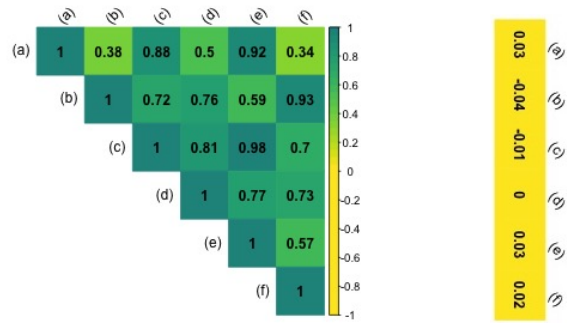 (a) (b) (c) (d) (e) (f)
(a) 1 0.38 0.88 0.5 0.92 0.34
(b) 1 0.72 0.76 0.59 0.93
(c) 1 0.81 0.98 0.7
(d) 1 0.77 0.73
(e) 1 0.57
(f) 1
1
0.8
0.6
0.4
0.2
0
-0.2
-0.4
-0.6
-0.8
-1
0.03 (a)
-0.04 (b)
-0.01 (c)
0 (d)
0.03 (e)
0.02 (f)